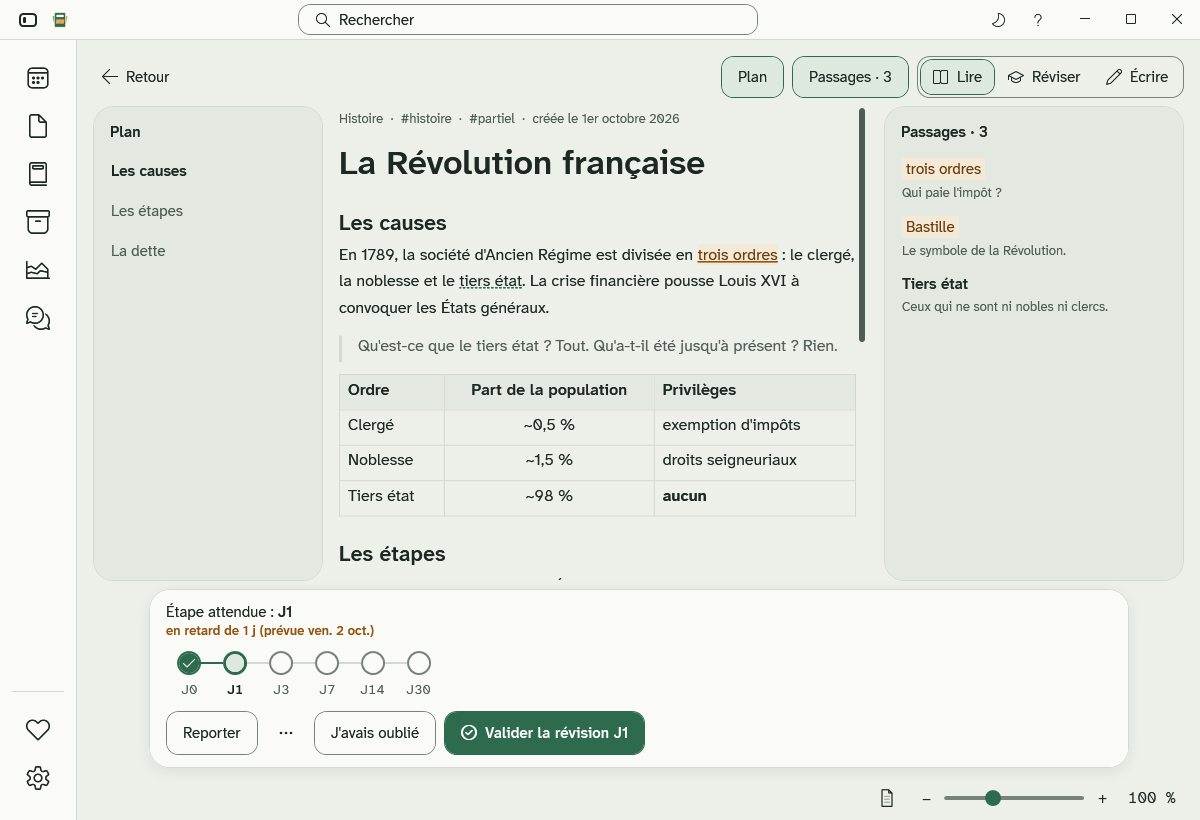 Rechercher
?
Retour
Plan
Passages · 3
Lire
Réviser
Écrire
Plan
Les causes
Les étapes
La dette
Histoire · #histoire · #partiel · créée le 1er octobre 2026
La Révolution française
Les causes
En 1789, la société d'Ancien Régime est divisée en trois ordres : le clergé,
la noblesse et le tiers état. La crise financière pousse Louis XVI à
convoquer les États généraux.
Qu'est-ce que le tiers état ? Tout. Qu'a-t-il été jusqu'à présent ? Rien.
Ordre Part de la population Privilèges
Clergé ~0,5 % exemption d'impôts
Noblesse ~1,5 % droits seigneuriaux
Tiers état ~98 % aucun
Les étapes
Passages · 3
trois ordres
Qui paie l'impôt ?
Bastille
Le symbole de la Révolution.
Tiers état
Ceux qui ne sont ni nobles ni clercs.
Étape attendue : J1
en retard de 1 j (prévue ven. 2 oct.)
J0 J1 J3 J7 J14 J30
Reporter
···
J'avais oublié
Valider la révision J1
− + 100 %